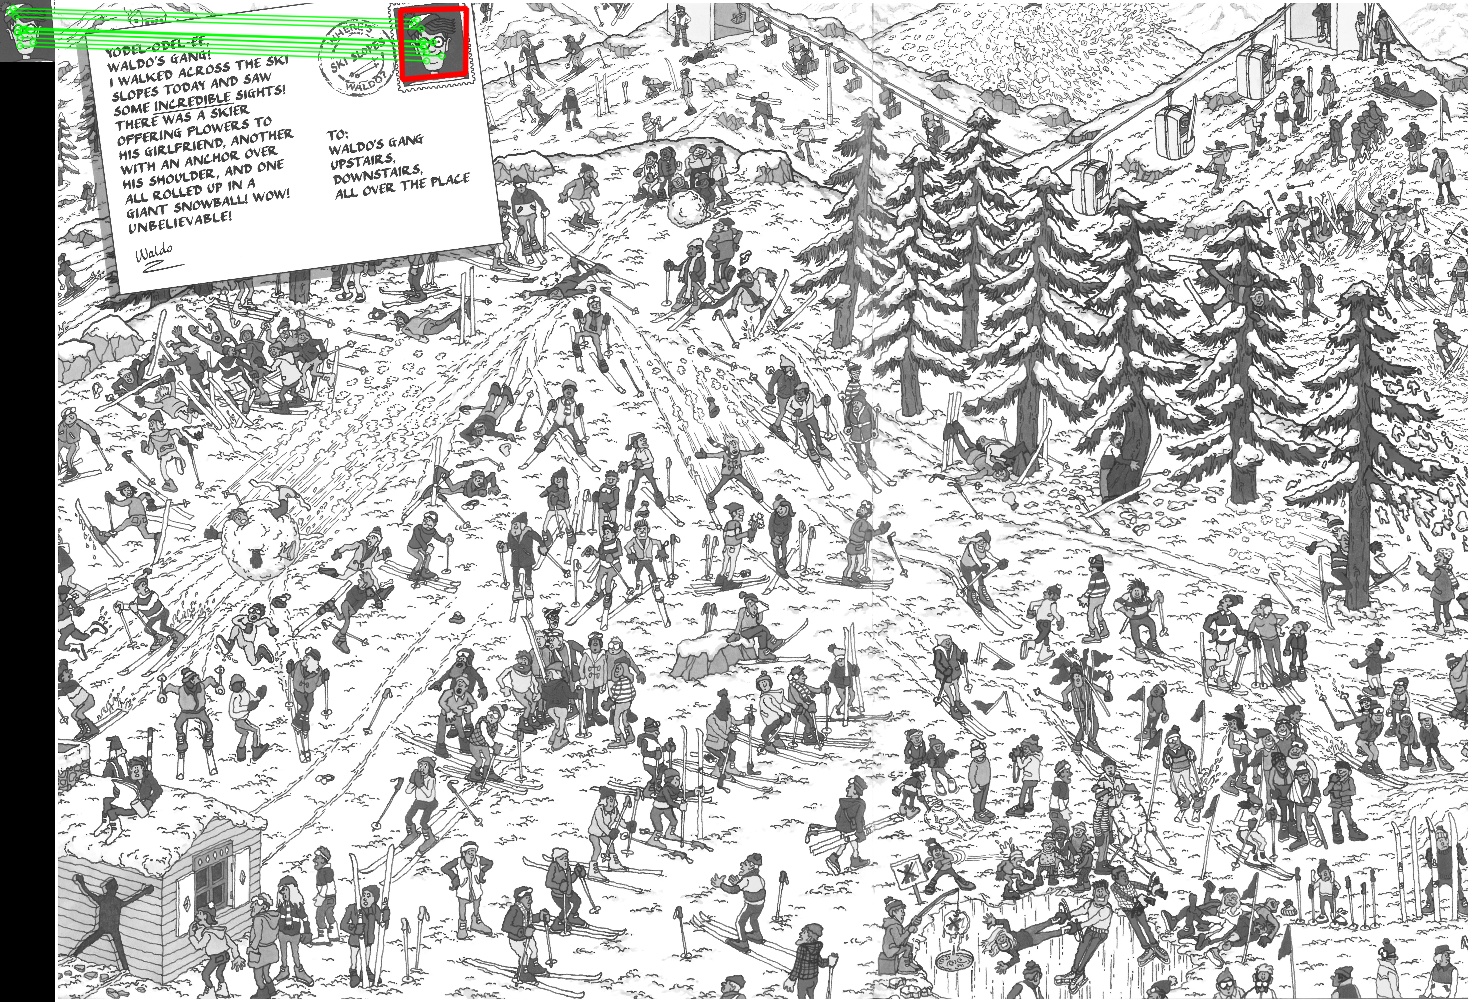 YODEL-ODEL-EE,
WALDO'S GANG!
I WALKED ACROSS THE SKI
SLOPES TODAY AND SAW
SOME INCREDIBLE SIGHTS!
THERE WAS A SKIER
OFFERING FLOWERS TO
HIS GIRLFRIEND, ANOTHER
WITH AN ANCHOR OVER
HIS SHOULDER, AND ONE
ALL ROLLED UP IN A
GIANT SNOWBALL! WOW!
UNBELIEVABLE!
Waldo
WHERE'S
SKI SLOPES
WALDO?
TO:
WALDO'S GANG
UPSTAIRS,
DOWNSTAIRS,
ALL OVER THE PLACE